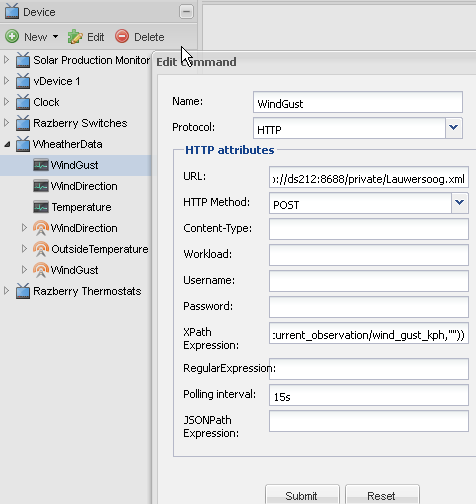 Device
New Edit Delete
Solar Production Monitor
vDevice 1
Clock
Razberry Switches
WheatherData
WindGust
WindDirection
Temperature
WindDirection
OutsideTemperature
WindGust
Razberry Thermostats
Edit command
Name: WindGust
Protocol: HTTP
HTTP attributes
URL: ://ds212:8688/private/Lauwersoog.xml
HTTP Method: POST
Content-Type:
Workload:
Username:
Password:
XPath
Expression: :urrent_observation/wind_gust_kph,""))
RegularExpression:
Polling interval: 15s
JSONPath
Expression:
Submit Reset